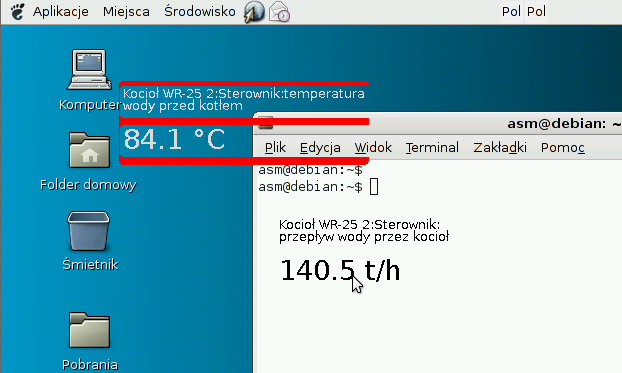 Aplikacje Miejsca Środowisko Pol Pol
Komputer
Kocioł WR-25 2:Sterownik:temperatura
wody przed kotłem
84.1 °C
asm@debian: ~
Plik Edycja Widok Terminal Zakładki Pomoc
asm@debian:~$
asm@debian:~$
Folder domowy
Kocioł WR-25 2:Sterownik:
przepływ wody przez kocioł
140.5 t/h
Śmietnik
Pobrania